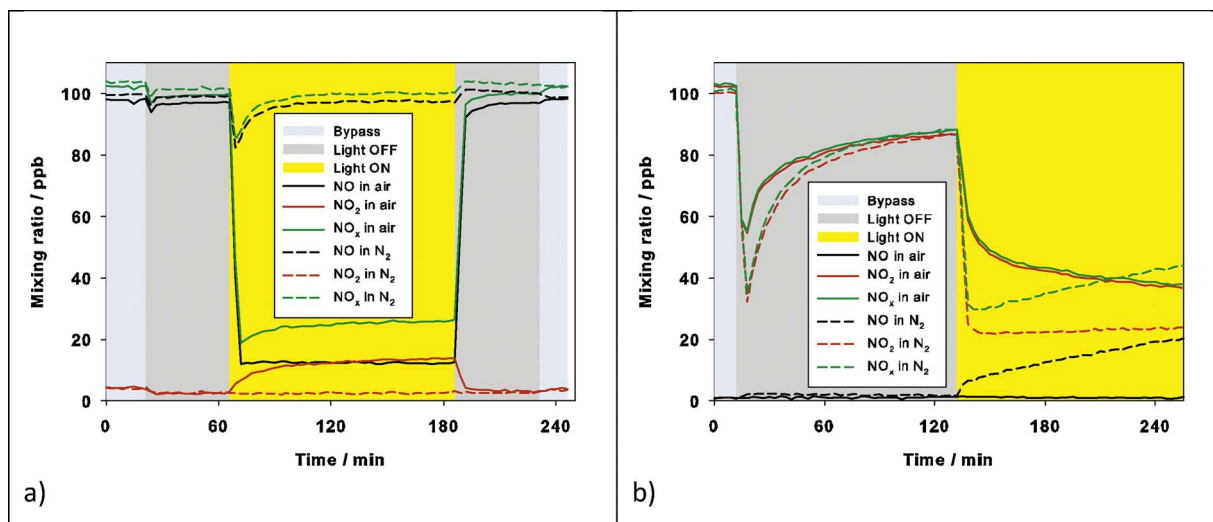 Mixing ratio / ppb
100
80
60
40
20
0
Bypass
Light OFF
Light ON
NO in air
NO2 in air
NOx in air
NO in N2
NO2 in N2
NOx In N2
0 60 120 180 240
Time / min
a)
Mixing ratio / ppb
100
80
60
40
20
0
Bypass
Light OFF
Light ON
NO in air
NO2 in air
NOx in air
NO in N2
NO2 in N2
NOx in N2
0 60 120 180 240
Time / min
b)